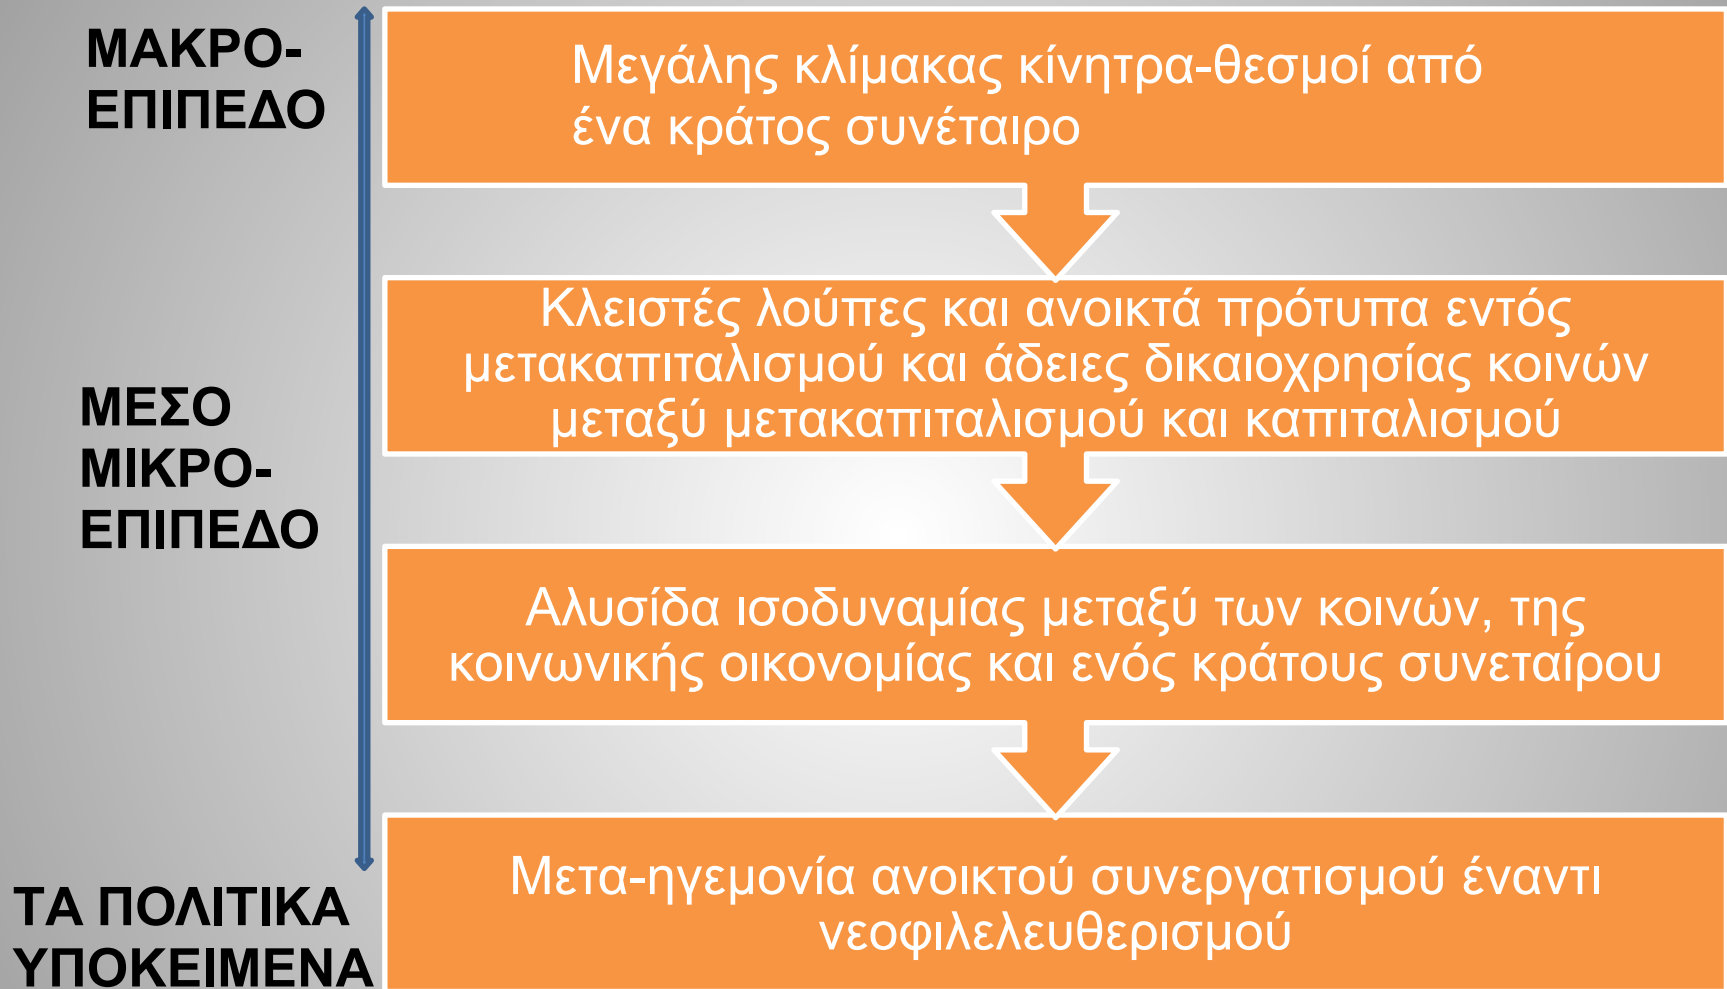 ΜΑΚΡΟ-
ΕΠΙΠΕΔΟ
Μεγάλης κλίμακας κίνητρα-θεσμοί από
ένα κράτος συνέταιρο
Κλειστές λούπες και ανοικτά πρότυπα εντός
μετακαπιταλισμού και άδειες δικαιοχρησίας κοινών
μεταξύ μετακαπιταλισμού και καπιταλισμού
ΜΕΣΟ
ΜΙΚΡΟ-
ΕΠΙΠΕΔΟ
Αλυσίδα ισοδυναμίας μεταξύ των κοινών, της
κοινωνικής οικονομίας και ενός κράτους συνεταίρου
ΤΑ ΠΟΛΙΤΙΚΑ
ΥΠΟΚΕΙΜΕΝΑ
Μετα-ηγεμονία ανοικτού συνεργατισμού έναντι
νεοφιλελευθερισμού